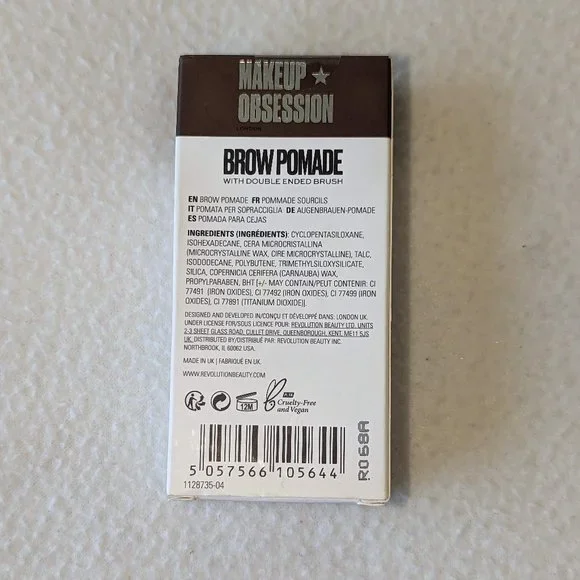 MAKEUP
OBSESSION
LONDON
BROW POMADE
WITH DOUBLE ENDED BRUSH
EN BROW POMADE FR POMMADE SOURCILS
IT POMATA PER SOPRACCIGLIA DE AUGENBRAUEN-POMADE
ES POMADA PARA CEJAS
INGREDIENTS (INGRÉDIENTS): CYCLOPENTASILOXANE,
ISOHEXADECANE, CERA MICROCRISTALLINA
(MICROCRYSTALLINE WAX, CIRE MICROCRYSTALLINE), TALC,
ISODODECANE, POLYBUTENE, TRIMETHYLSILOXYSILICATE,
SILICA, COPERNICIA CERIFERA (CARNAUBA) WAX,
PROPYLPARABEN, BHT [+/- MAY CONTAIN/PEUT CONTENIR: CI
77491 (IRON OXIDES), CI 77492 (IRON OXIDES), CI 77499 (IRON
OXIDES), CI 77891 (TITANIUM DIOXIDE)].
DESIGNED AND DEVELOPED IN/CONÇU ET DÉVELOPPÉ DANS: LONDON UK.
UNDER LICENSE FOR/SOUS LICENCE POUR: REVOLUTION BEAUTY LTD. UNITS
2-3 SHEET GLASS ROAD, CULLET DRIVE, QUEENBOROUGH, KENT, ME11 5JS
UK. DISTRIBUTED BY/DISTRIBUÉ PAR: REVOLUTION BEAUTY INC.
NORTHBROOK, IL 60062 USA.
MADE IN UK | FABRIQUÉ EN UK.
WWW.REVOLUTIONBEAUTY.COM
12M
Cruelty-Free
and Vegan
R068A
5 057566 105644
1128735-04